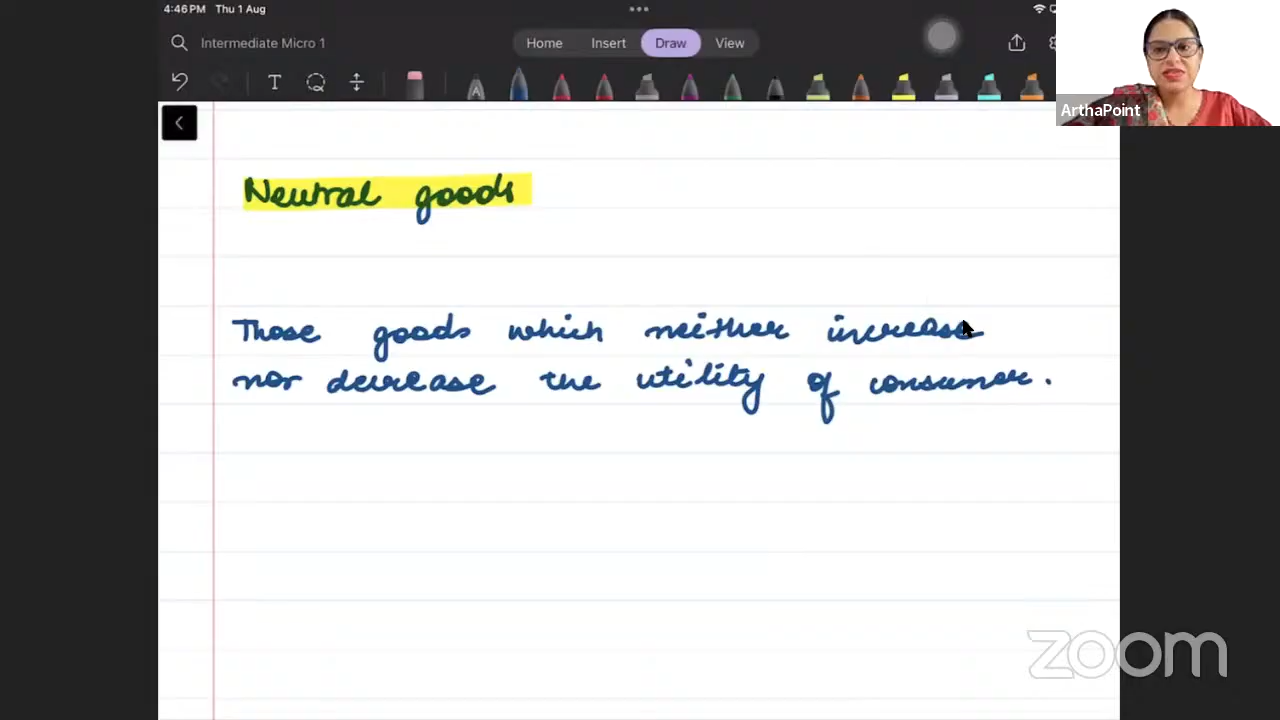 4:46 PM Thu 1 Aug
Intermediate Micro 1
Home Insert Draw View
T
A
ArthaPoint
Neutral goods
Those goods which neither increase
nor decrease the utility of consumer.
zoom